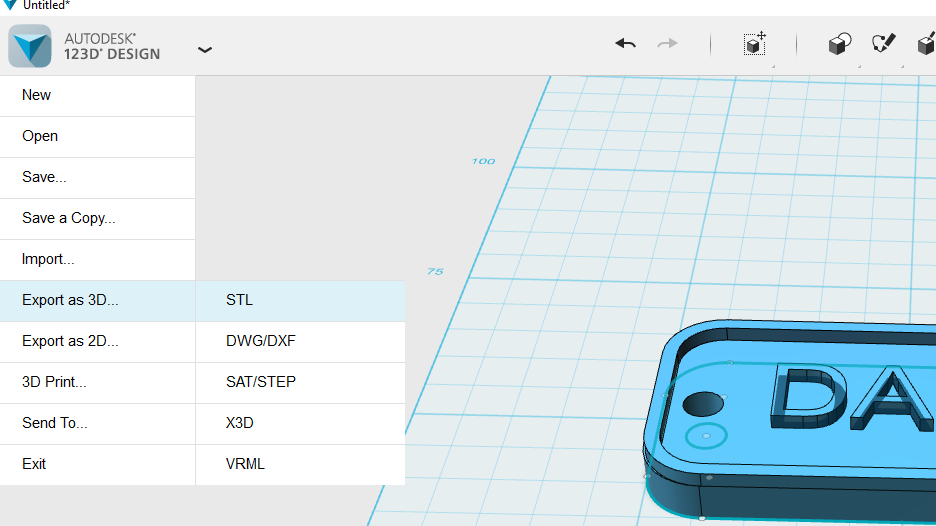 Untitled*
AUTODESK®
123D® DESIGN
New
Open
Save...
Save a Copy...
Import...
Export as 3D...
STL
Export as 2D...
DWG/DXF
3D Print...
SAT/STEP
Send To...
X3D
Exit
VRML
100
75
DA